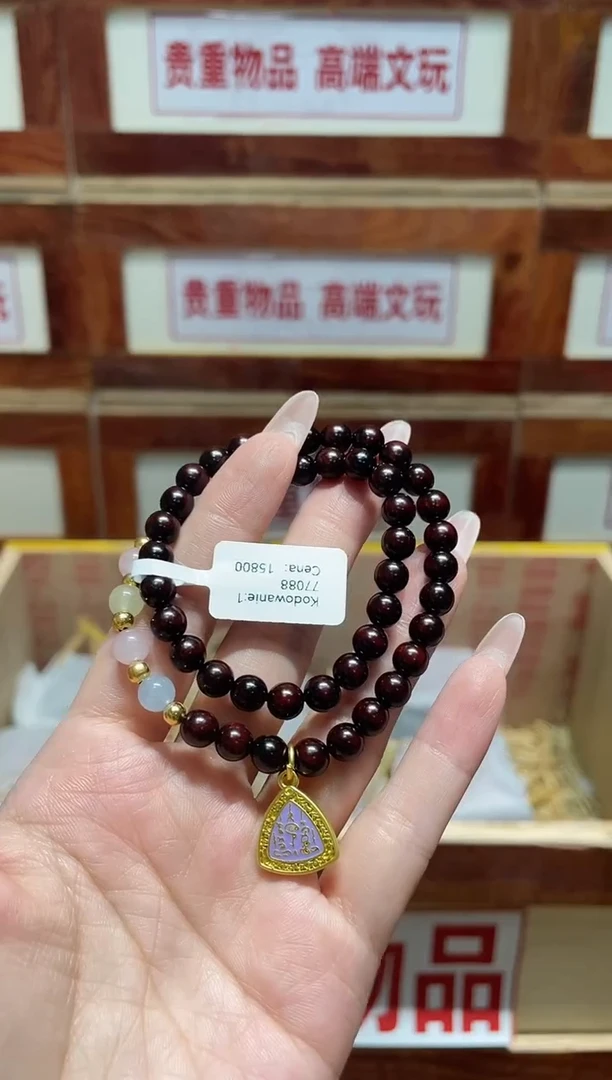 贵重物品 高端文玩
贵重物品 高端文玩
Kodowanie:1
77088
Cena: 15800
物品